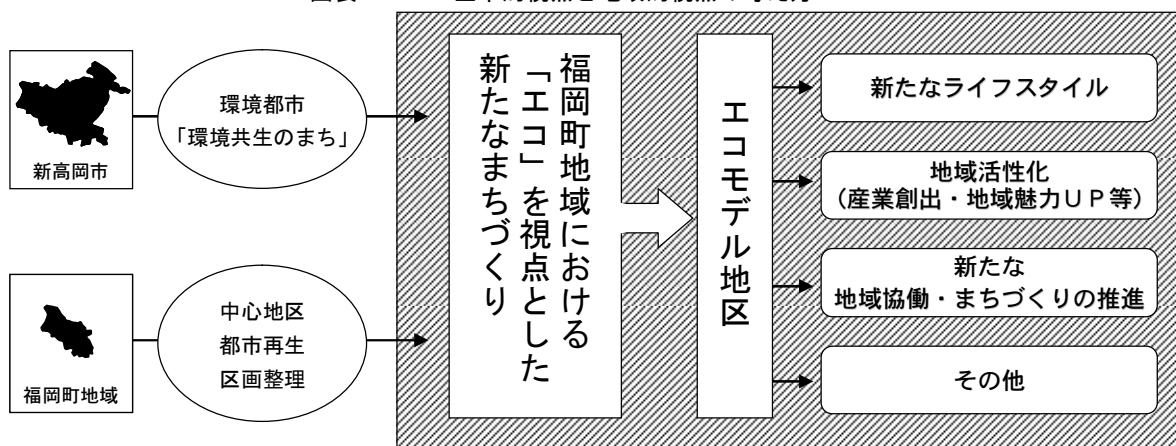 新高岡市
環境都市
「環境共生のまち」
福岡町地域
中心地区
都市再生
区画整理
福岡町地域における
「エコ」を視点とした
新たなまちづくり
エコモデル地区
新たなライフスタイル
地域活性化
(産業創出・地域魅力UP等)
新たな
地域協働・まちづくりの推進
その他